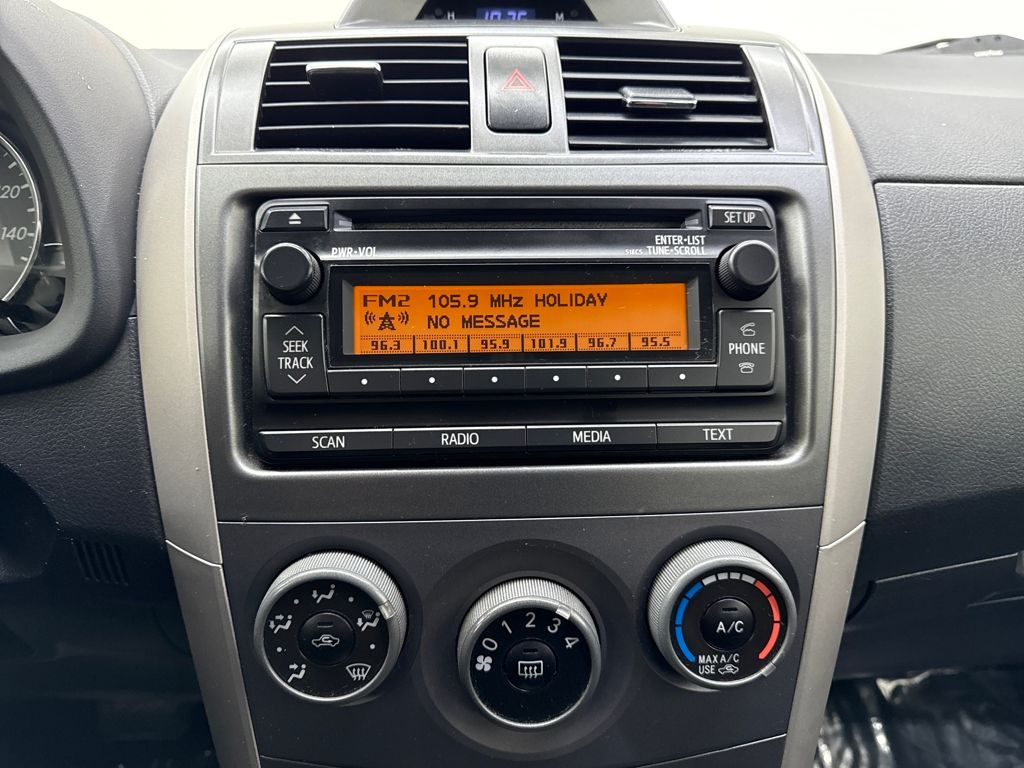 H 10:26 M
120
140
SET UP
PWR•VOL
ENTER•LIST
TUNE•SCROLL
FM2 105.9 MHz HOLIDAY
NO MESSAGE
96.3 100.1 95.9 101.9 96.7 95.5
SEEK
TRACK
PHONE
SCAN RADIO MEDIA TEXT
0 1 2 3 4
A/C
MAX A/C
USE